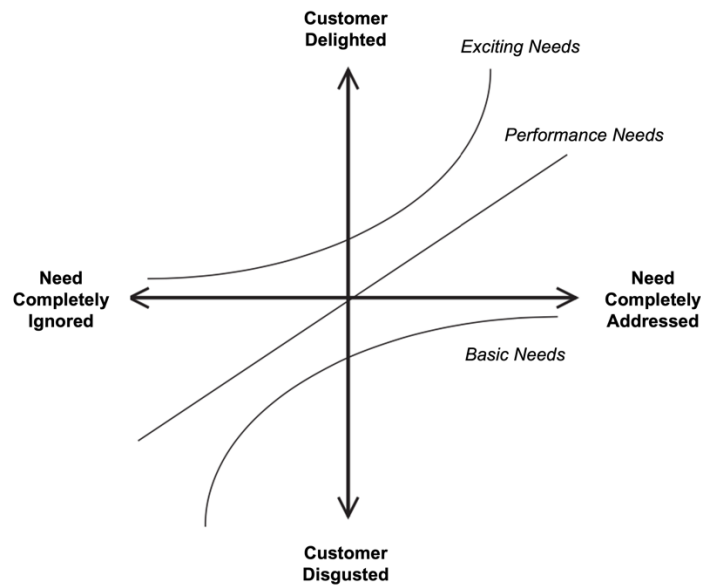 Customer
Delighted
Exciting Needs
Performance Needs
Need
Completely
Ignored
Need
Completely
Addressed
Basic Needs
Customer
Disgusted